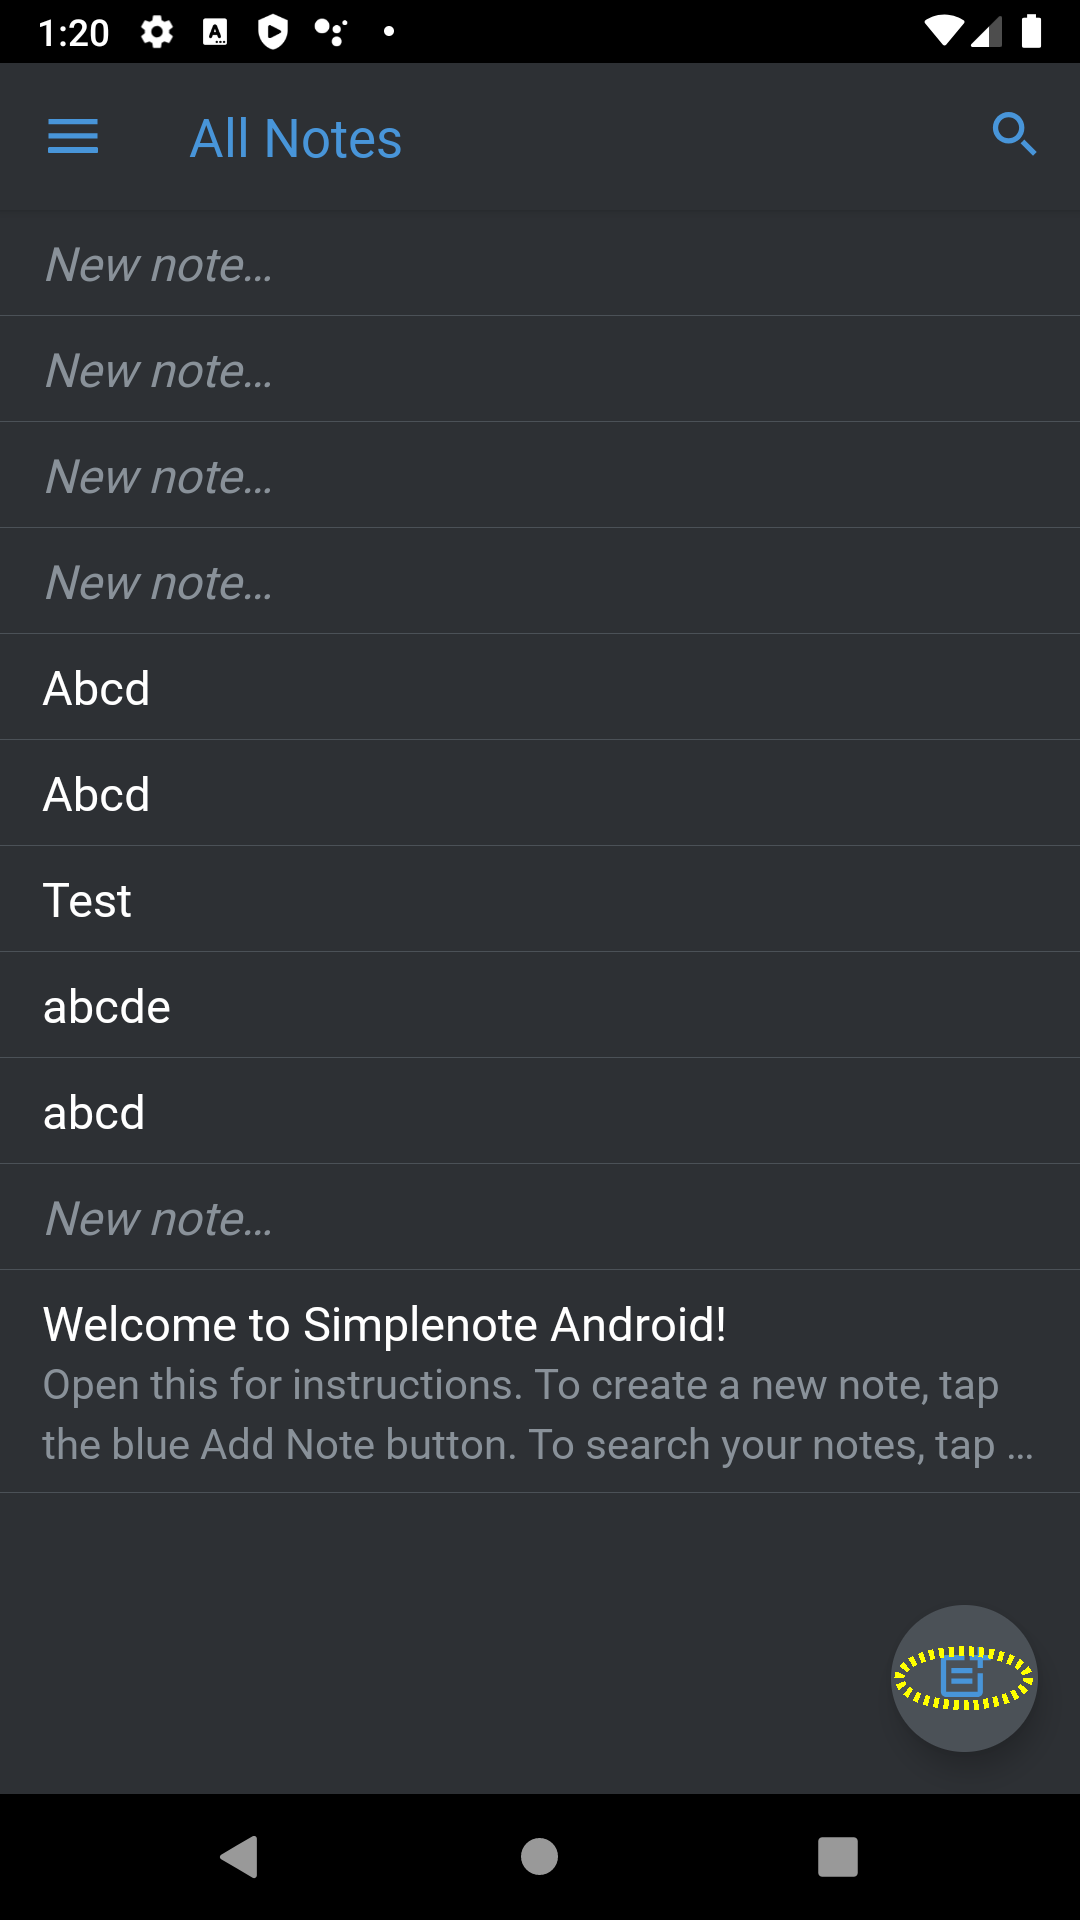 1:20
All Notes
New note...
New note...
New note...
New note...
Abcd
Abcd
Test
abcde
abcd
New note...
Welcome to Simplenote Android!
Open this for instructions. To create a new note, tap
the blue Add Note button. To search your notes, tap ...